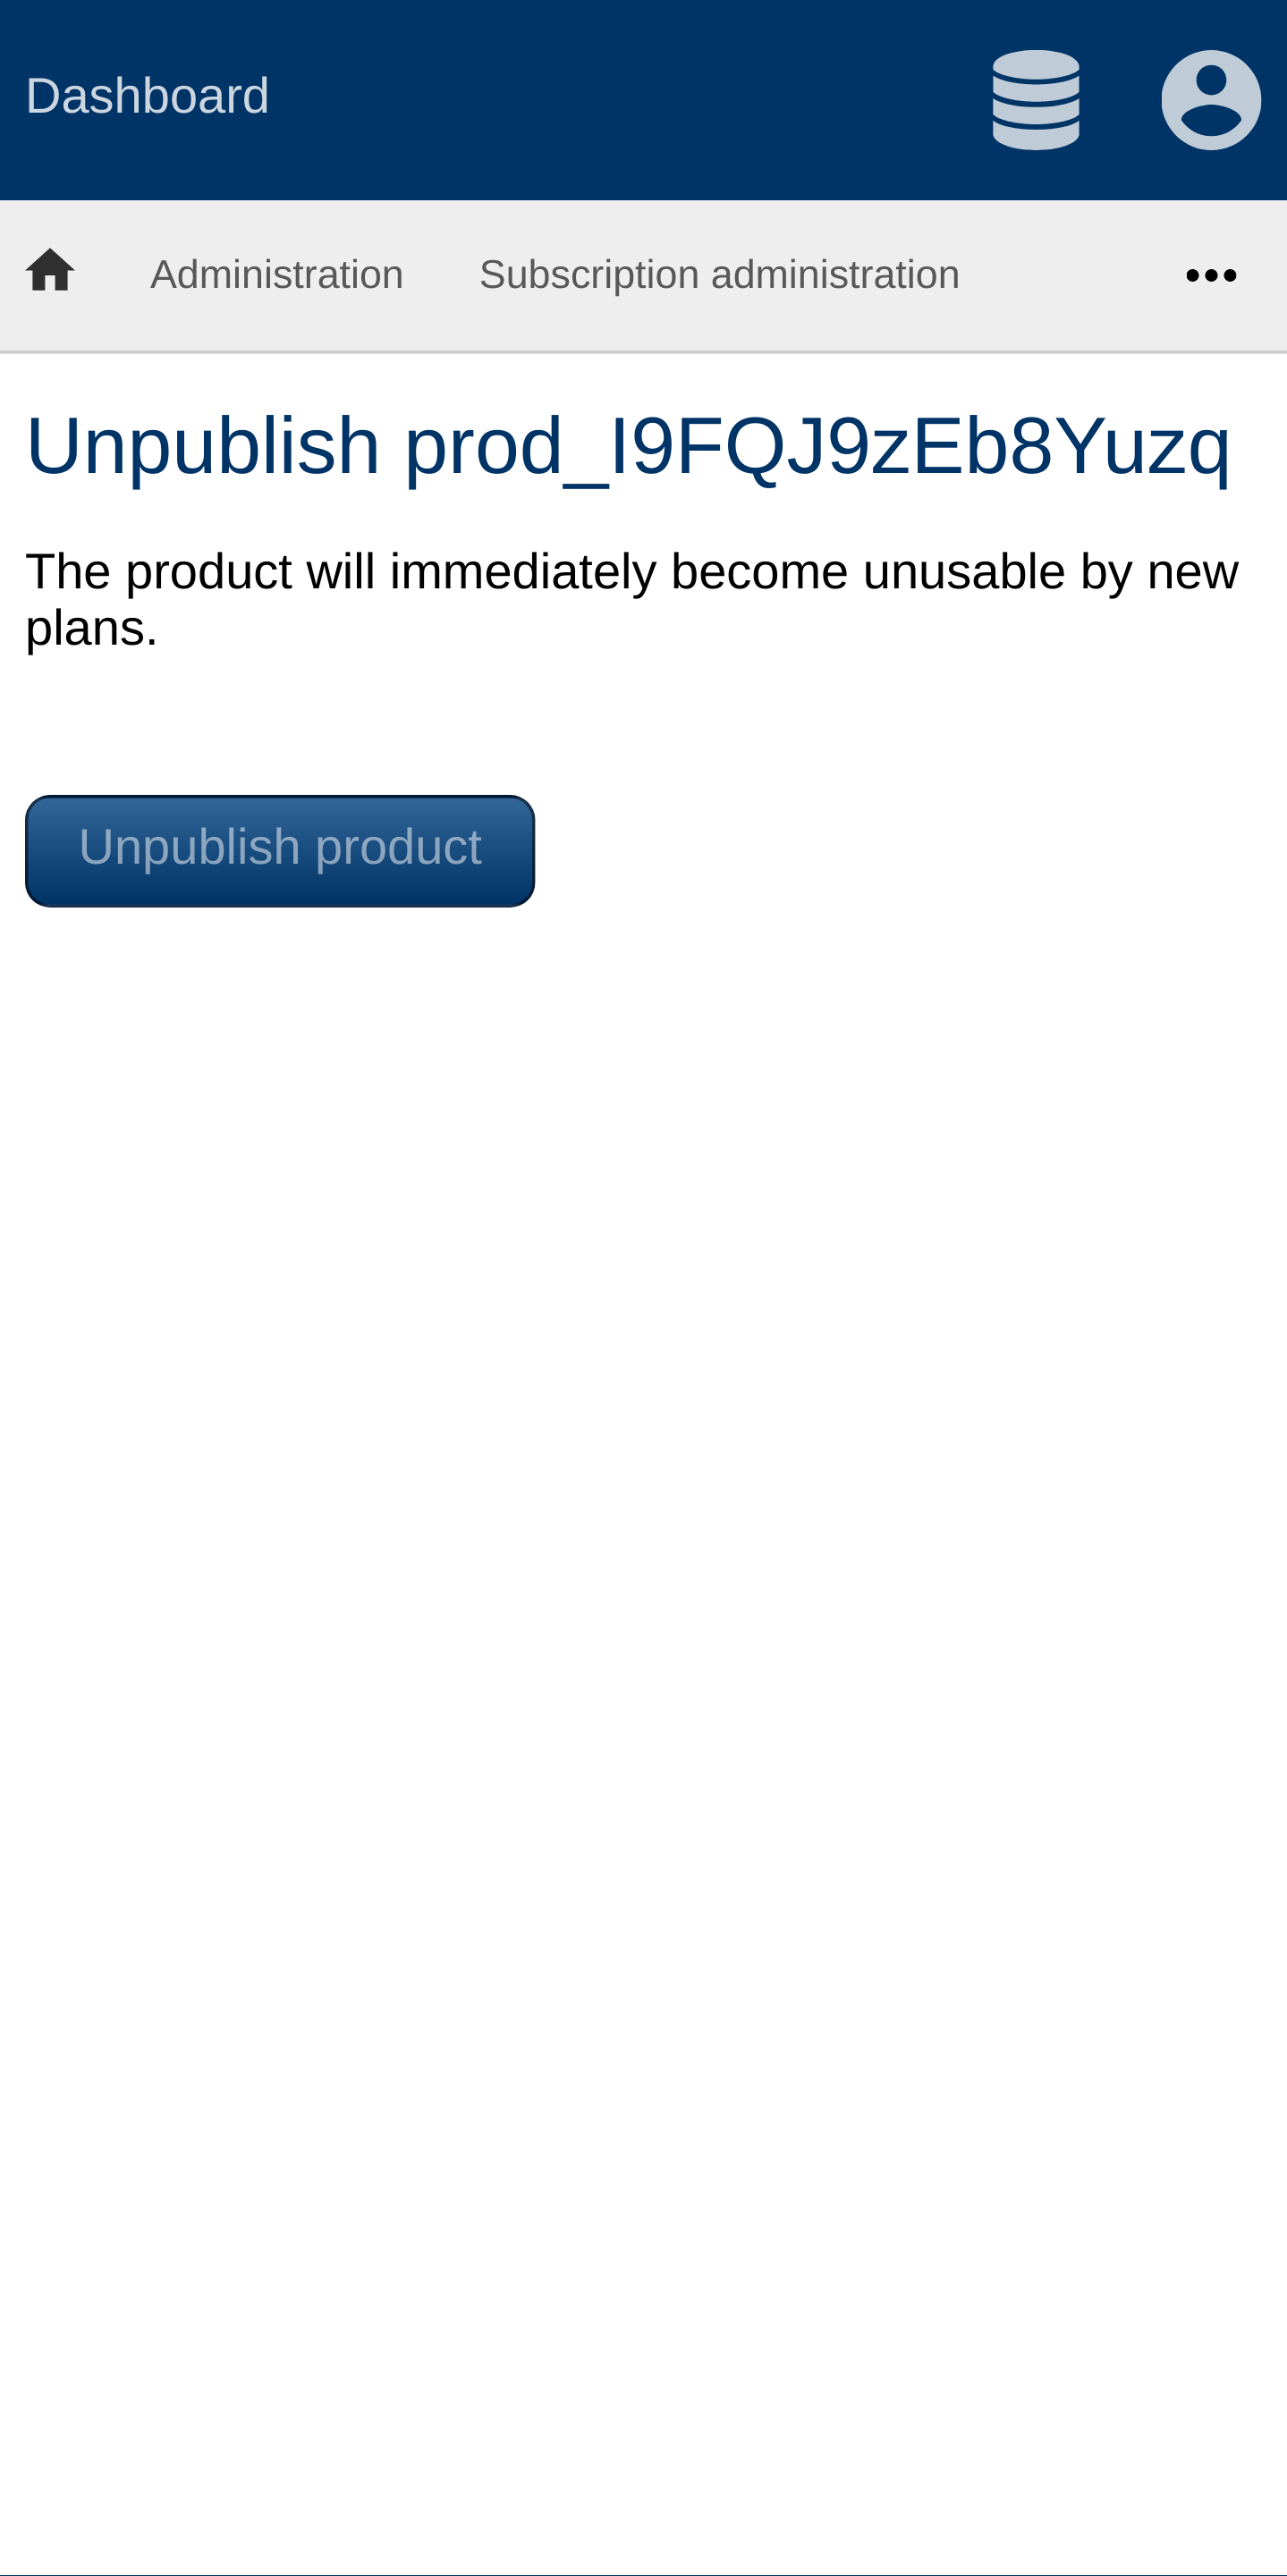 Dashboard
Administration Subscription administration
Unpublish prod_I9FQJ9zEb8Yuzq
The product will immediately become unusable by new
plans.
Unpublish product